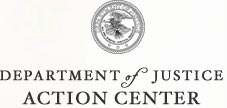 DEPARTMENT of JUSTICE
ACTION CENTER